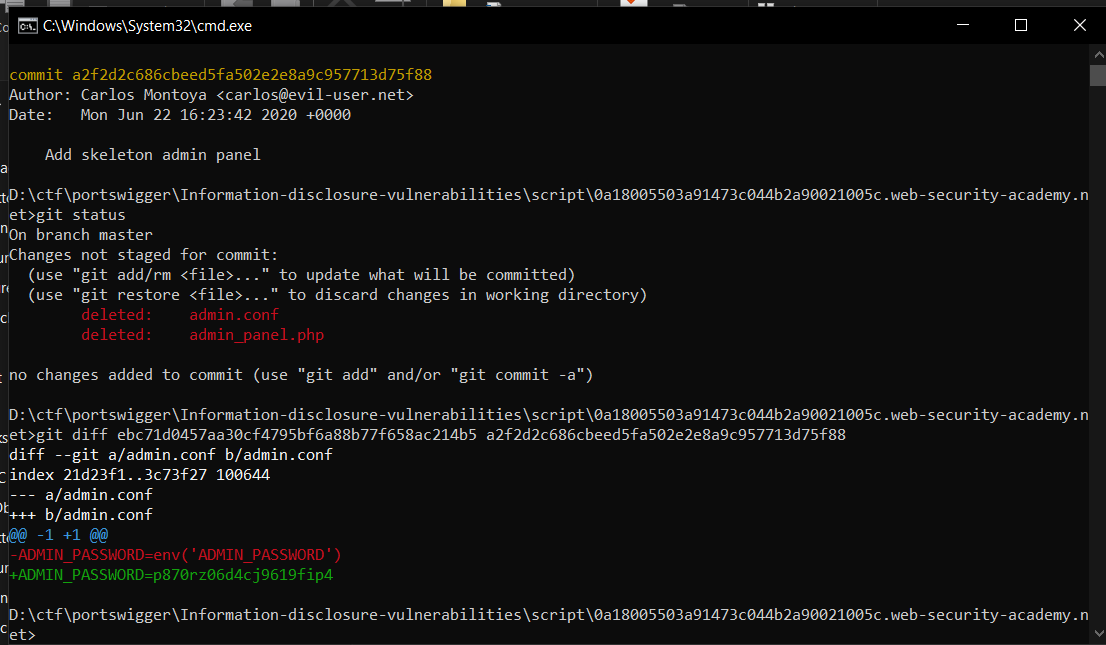 C:\Windows\System32\cmd.exe
commit a2f2d2c686cbeed5fa502e2e8a9c957713d75f88
Author: Carlos Montoya <carlos@evil-user.net>
Date:   Mon Jun 22 16:23:42 2020 +0000
    Add skeleton admin panel
D:\ctf\portswigger\Information-disclosure-vulnerabilities\script\0a18005503a91473c044b2a90021005c.web-security-academy.n
et>git status
On branch master
Changes not staged for commit:
  (use "git add/rm <file>..." to update what will be committed)
  (use "git restore <file>..." to discard changes in working directory)
        deleted:    admin.conf
        deleted:    admin_panel.php
no changes added to commit (use "git add" and/or "git commit -a")
D:\ctf\portswigger\Information-disclosure-vulnerabilities\script\0a18005503a91473c044b2a90021005c.web-security-academy.n
et>git diff ebc71d0457aa30cf4795bf6a88b77f658ac214b5 a2f2d2c686cbeed5fa502e2e8a9c957713d75f88
diff --git a/admin.conf b/admin.conf
index 21d23f1..3c73f27 100644
--- a/admin.conf
+++ b/admin.conf
@@ -1 +1 @@
-ADMIN_PASSWORD=env('ADMIN_PASSWORD')
+ADMIN_PASSWORD=p870rz06d4cj9619fip4
D:\ctf\portswigger\Information-disclosure-vulnerabilities\script\0a18005503a91473c044b2a90021005c.web-security-academy.n
et>